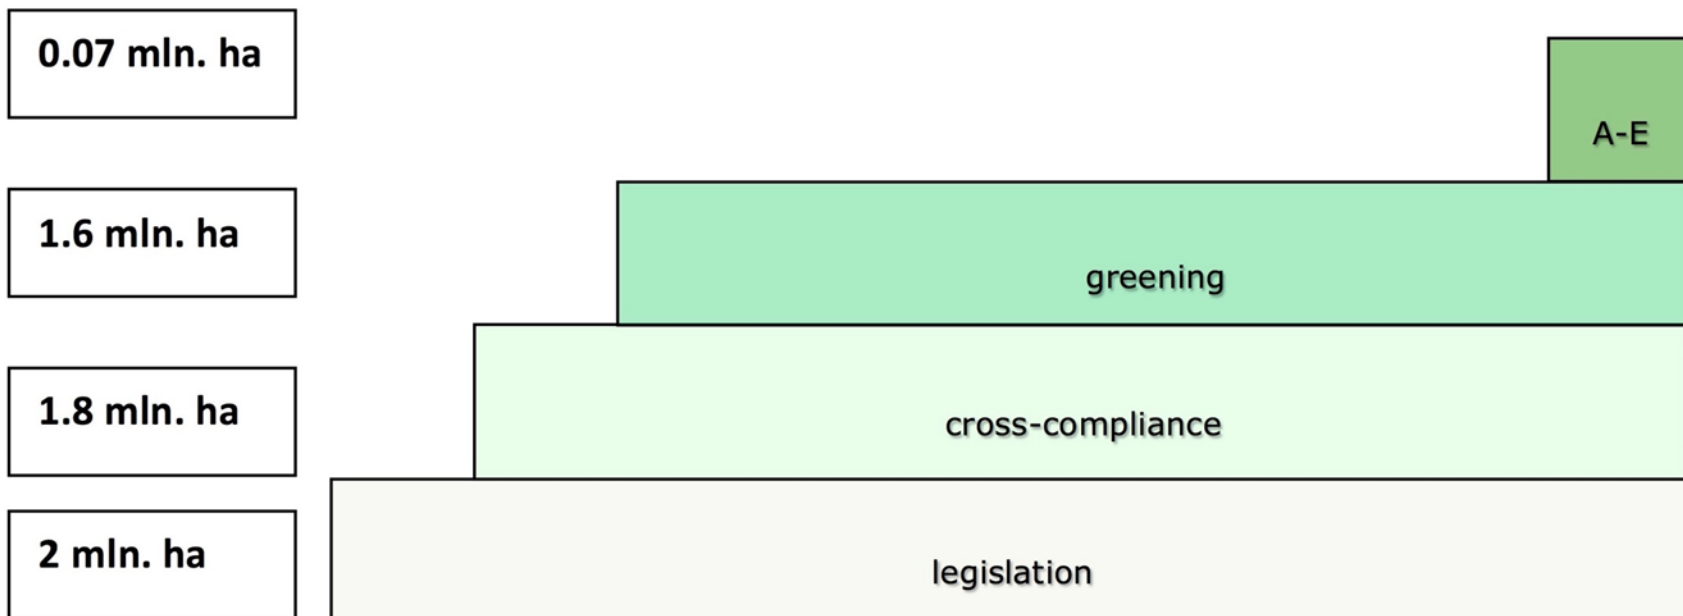 0.07 mln. ha
A-E
1.6 mln. ha
greening
1.8 mln. ha
cross-compliance
2 mln. ha
legislation